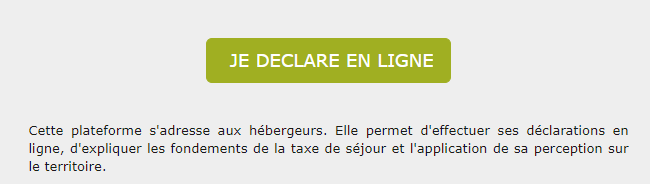 JE DECLARE EN LIGNE
Cette plateforme s'adresse aux hébergeurs. Elle permet d'effectuer ses déclarations en
ligne, d'expliquer les fondements de la taxe de séjour et l'application de sa perception sur
le territoire.